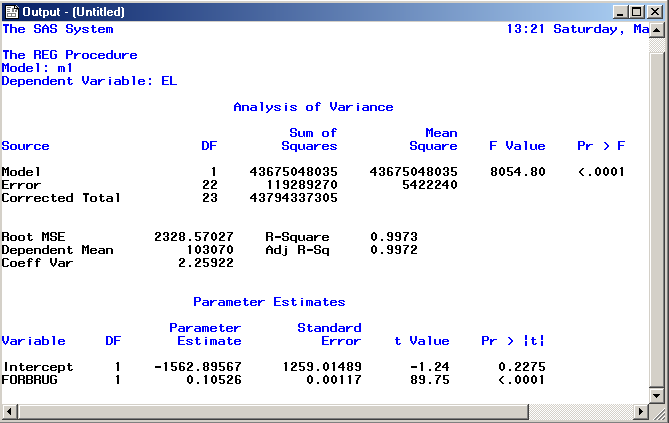 Output - (Untitled)
The SAS System 13:21 Saturday, Ma
The REG Procedure
Model: m1
Dependent Variable: EL
Analysis of Variance
Sum of Mean
Source DF Squares Square F Value Pr > F
Model 1 43675048035 43675048035 8054.80 <.0001
Error 22 119289270 5422240
Corrected Total 23 43794337305
Root MSE 2328.57027 R-Square 0.9973
Dependent Mean 103070 Adj R-Sq 0.9972
Coeff Var 2.25922
Parameter Estimates
Parameter Standard
Variable DF Estimate Error t Value Pr > |t|
Intercept 1 -1562.89567 1259.01489 -1.24 0.2275
FORBRUG 1 0.10526 0.00117 89.75 <.0001